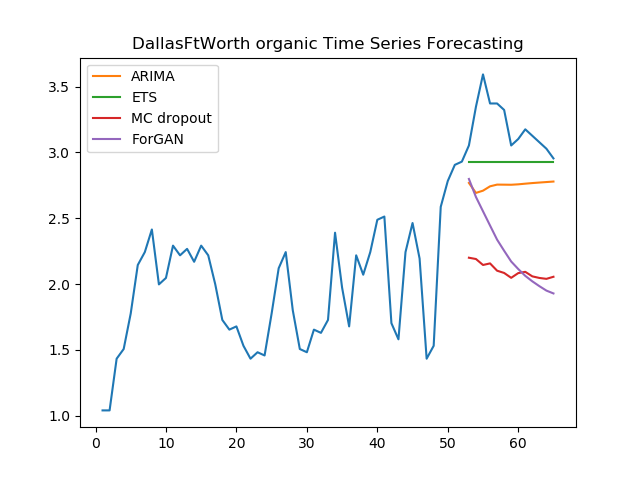 DallasFtWorth organic Time Series Forecasting
ARIMA
ETS
MC dropout
ForGAN
3.5
3.0
2.5
2.0
1.5
1.0
0 10 20 30 40 50 60